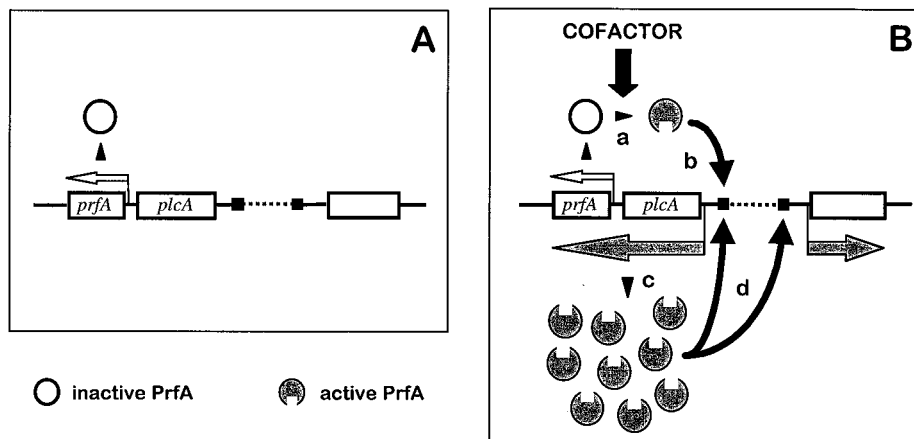 A
prfA
plcA
inactive PrfA
active PrfA
B
COFACTOR
a
b
prfA
plcA
c
d